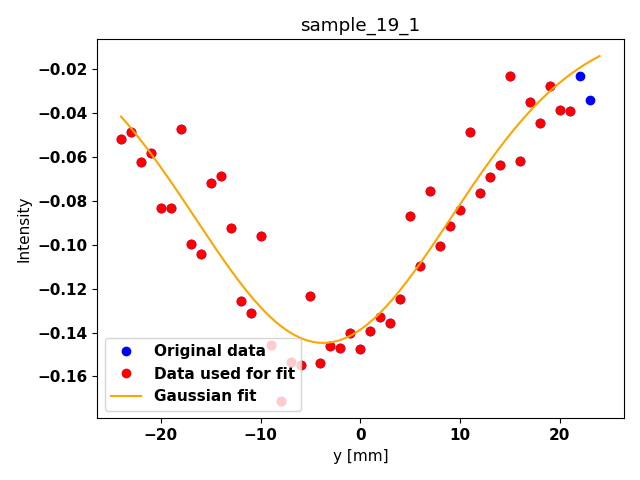 sample_19_1
−0.02
−0.04
−0.06
−0.08
−0.10
−0.12
−0.14
−0.16
Intensity
Original data
Data used for fit
Gaussian fit
−20
−10
0
10
20
y [mm]